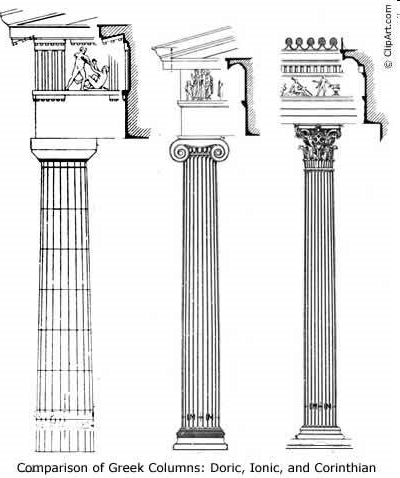 © ClipArt.com
Comparison of Greek Columns: Doric, Ionic, and Corinthian